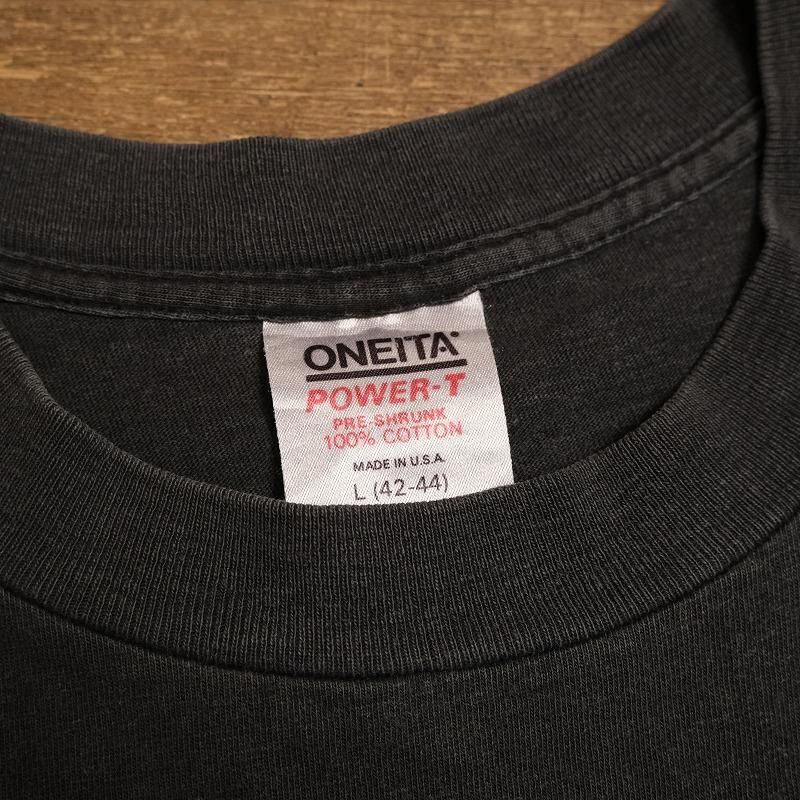 ONEITA
POWER-T
PRE-SHRUNK
100% COTTON
MADE IN U.S.A.
L (42-44)